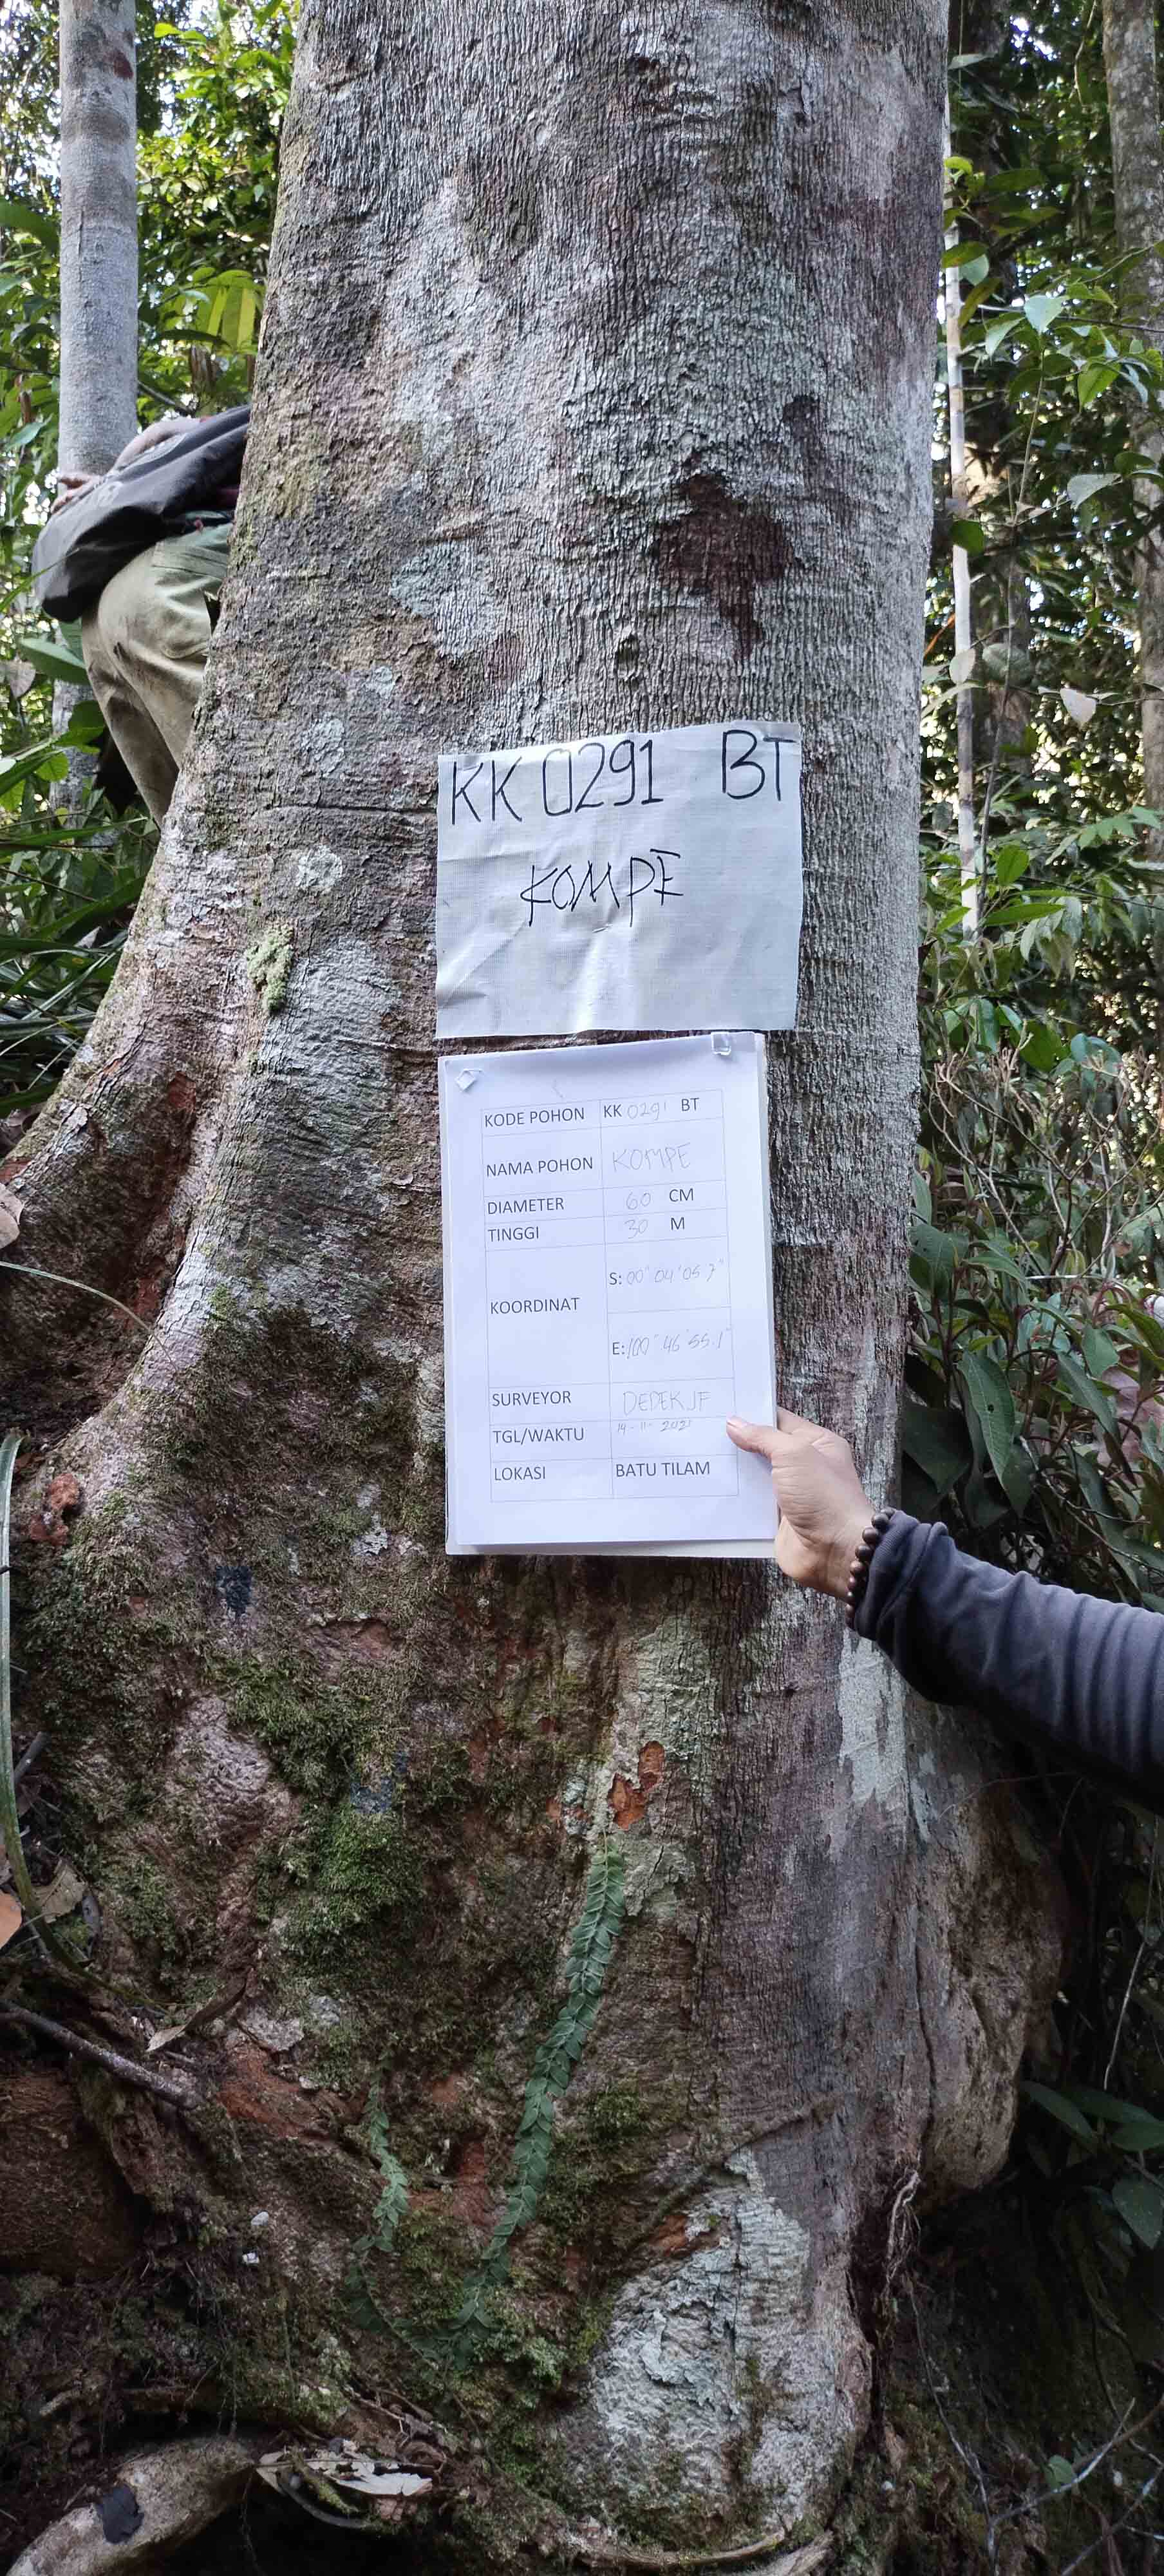 KK 0291 BT
KOMPE
KODE POHON KK 0291 BT
NAMA POHON KOMPE
DIAMETER 60 CM
TINGGI 30 M
KOORDINAT
S: 00° 04' 05.7"
E: 100° 46' 55.1"
SURVEYOR DEDEK JF
TGL/WAKTU 14-11-2021
LOKASI BATU TILAM